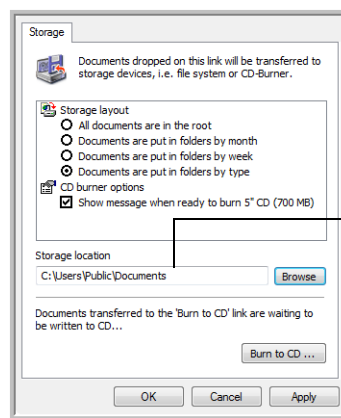 Storage
Documents dropped on this link will be transferred to
storage devices, i.e. file system or CD-Burner.
Storage layout
All documents are in the root
Documents are put in folders by month
Documents are put in folders by week
Documents are put in folders by type
CD burner options
Show message when ready to burn 5" CD (700 MB)
Storage location
C:\Users\Public\Documents
Browse
Documents transferred to the 'Burn to CD' link are waiting to
be written to CD...
Burn to CD ...
OK Cancel Apply